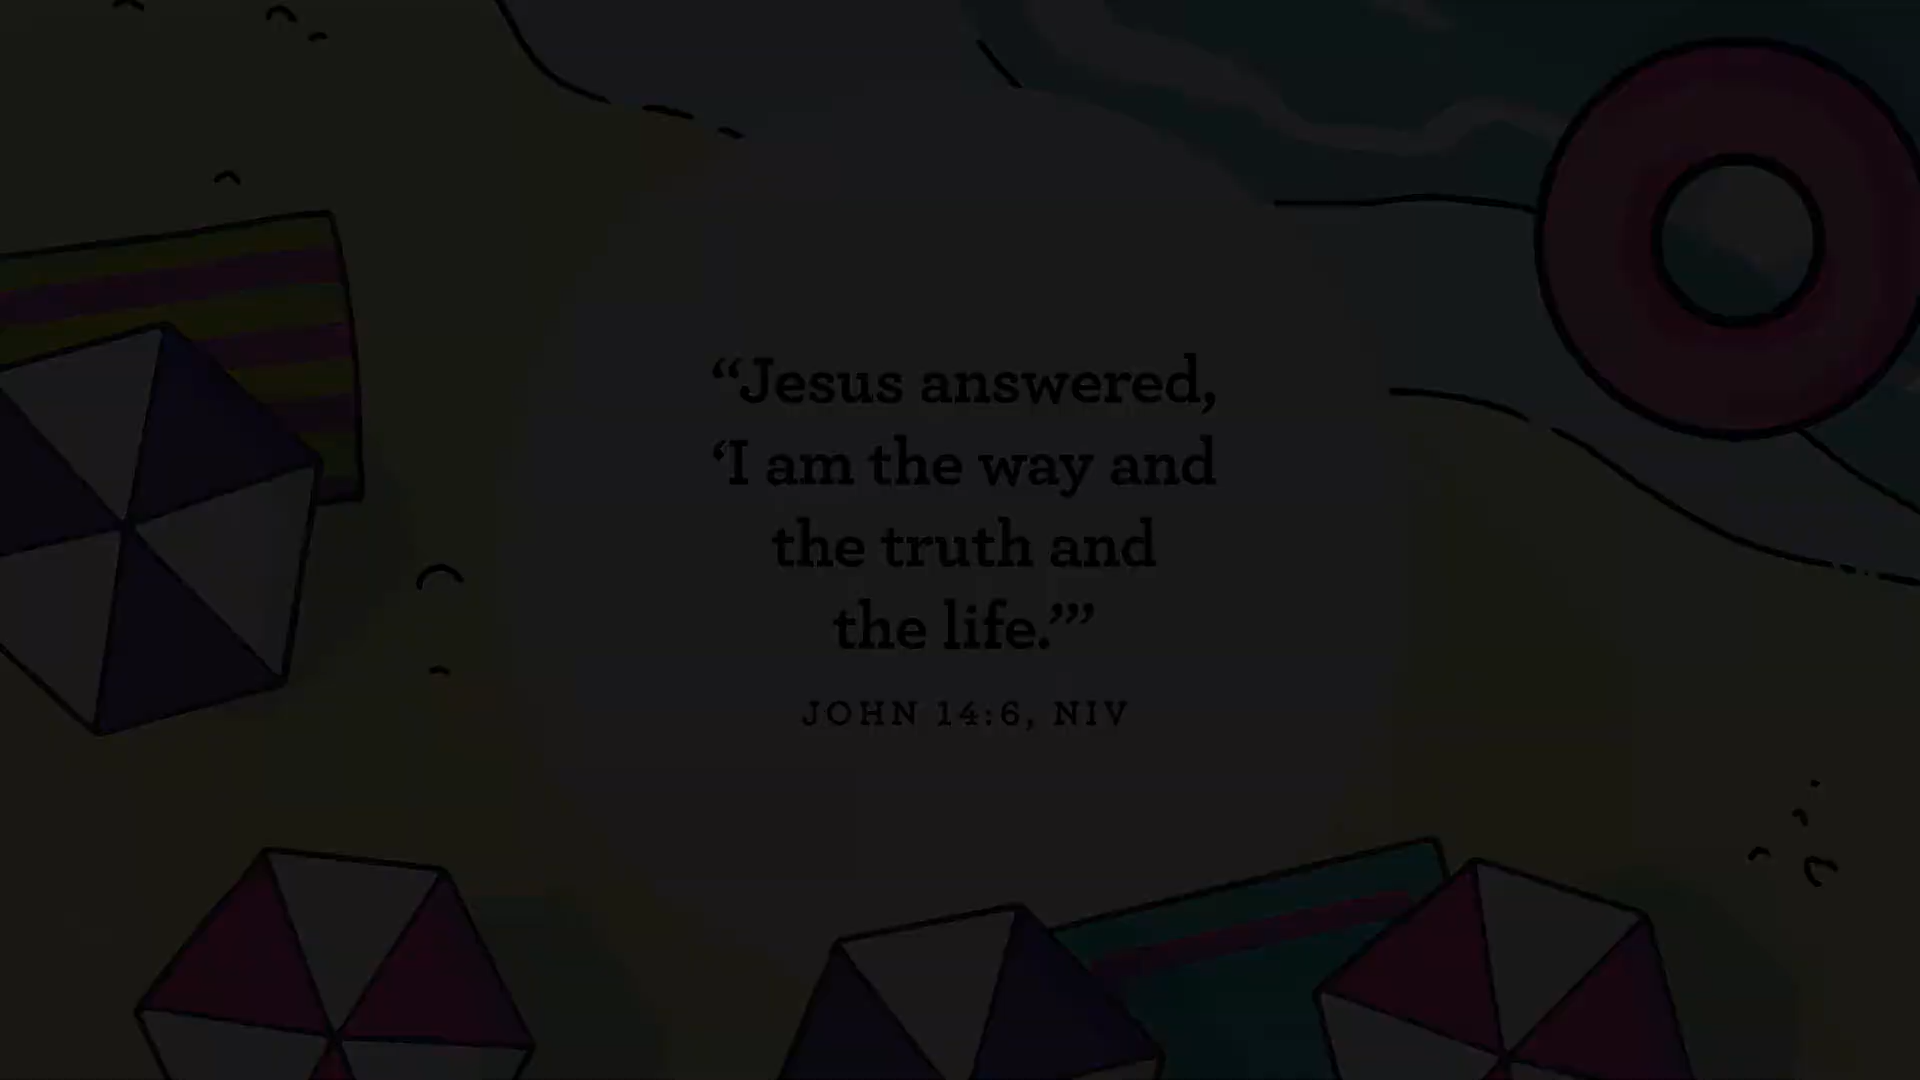 “Jesus answered,
‘I am the way and
the truth and
the life.’”
JOHN 14:6, NIV